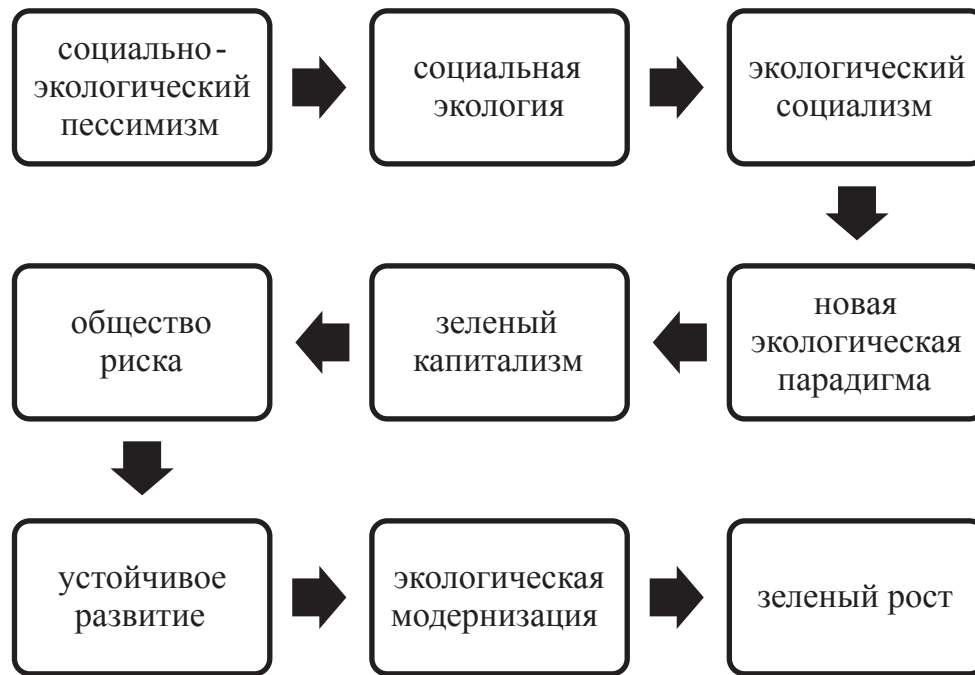 социально-
экологический
пессимизм
социальная
экология
экологический
социализм
новая
экологическая
парадигма
зеленый
капитализм
общество
риска
устойчивое
развитие
экологическая
модернизация
зеленый рост